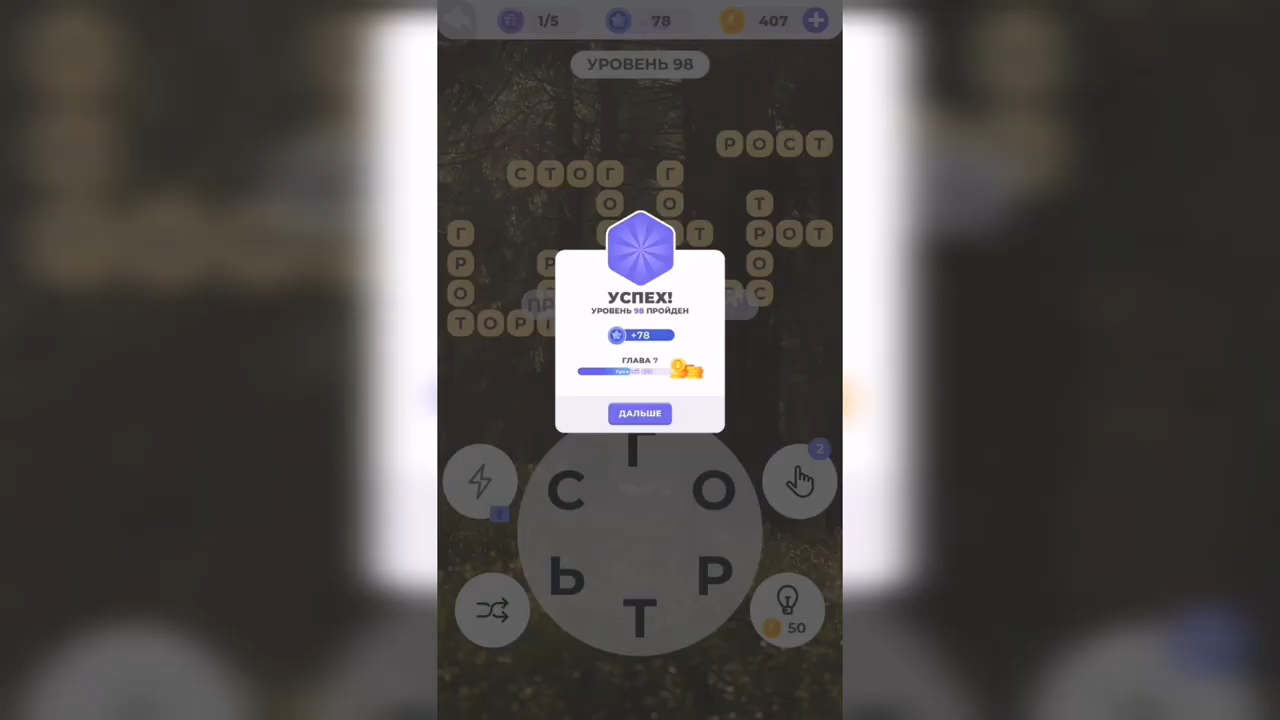 1/5 78 407
УРОВЕНЬ 98
РОСТ
СТОГ Г
О О Т
Г Т РОТ
Р Р О
УСПЕХ!
О С
УРОВЕНЬ 98 ПРОЙДЕН
ТОР
+78
ГЛАВА 7
ДАЛЬШЕ
Г
2
С О
Ь Р
Т
50